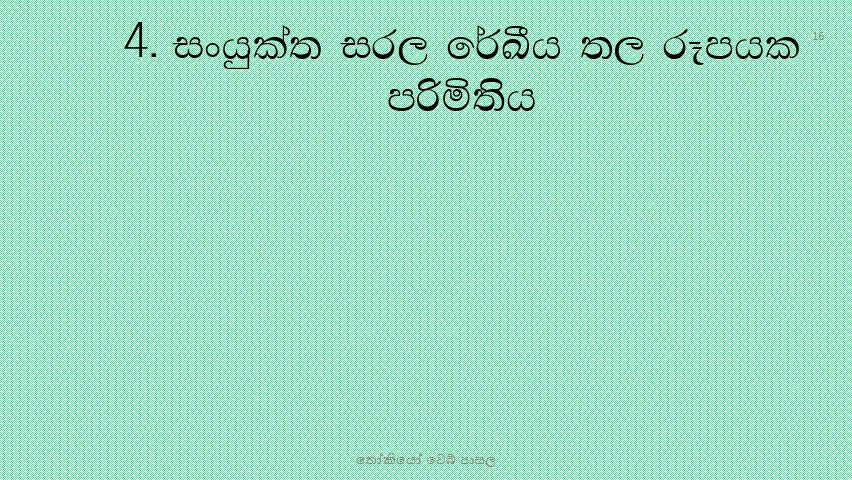 4. සංයුක්ත සරල රේඛීය තල රූපයක
පරිමිතිය
16
තෝකියෝ වෙබ් පාසල